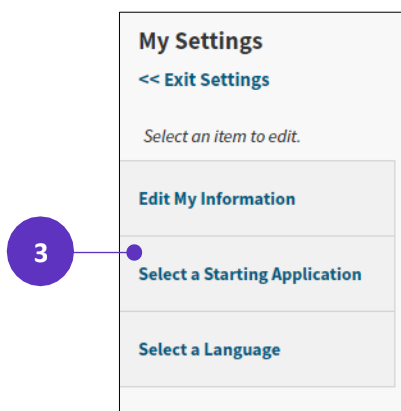 My Settings
<< Exit Settings
Select an item to edit.
Edit My Information
3
Select a Starting Application
Select a Language